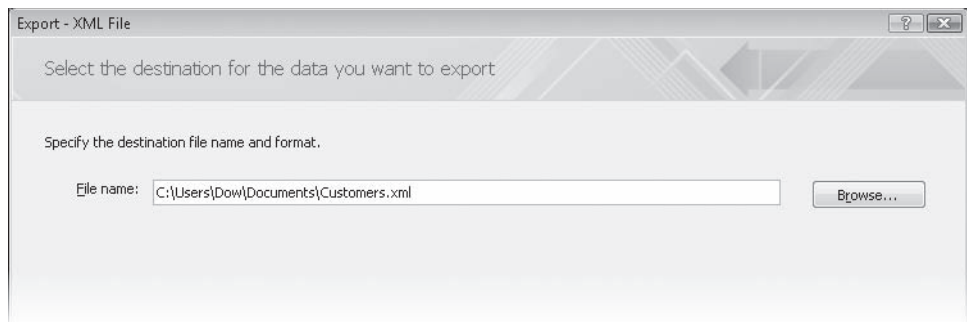 Export - XML File
Select the destination for the data you want to export
Specify the destination file name and format.
File name: C:\Users\Dow\Documents\Customers.xml Browse...